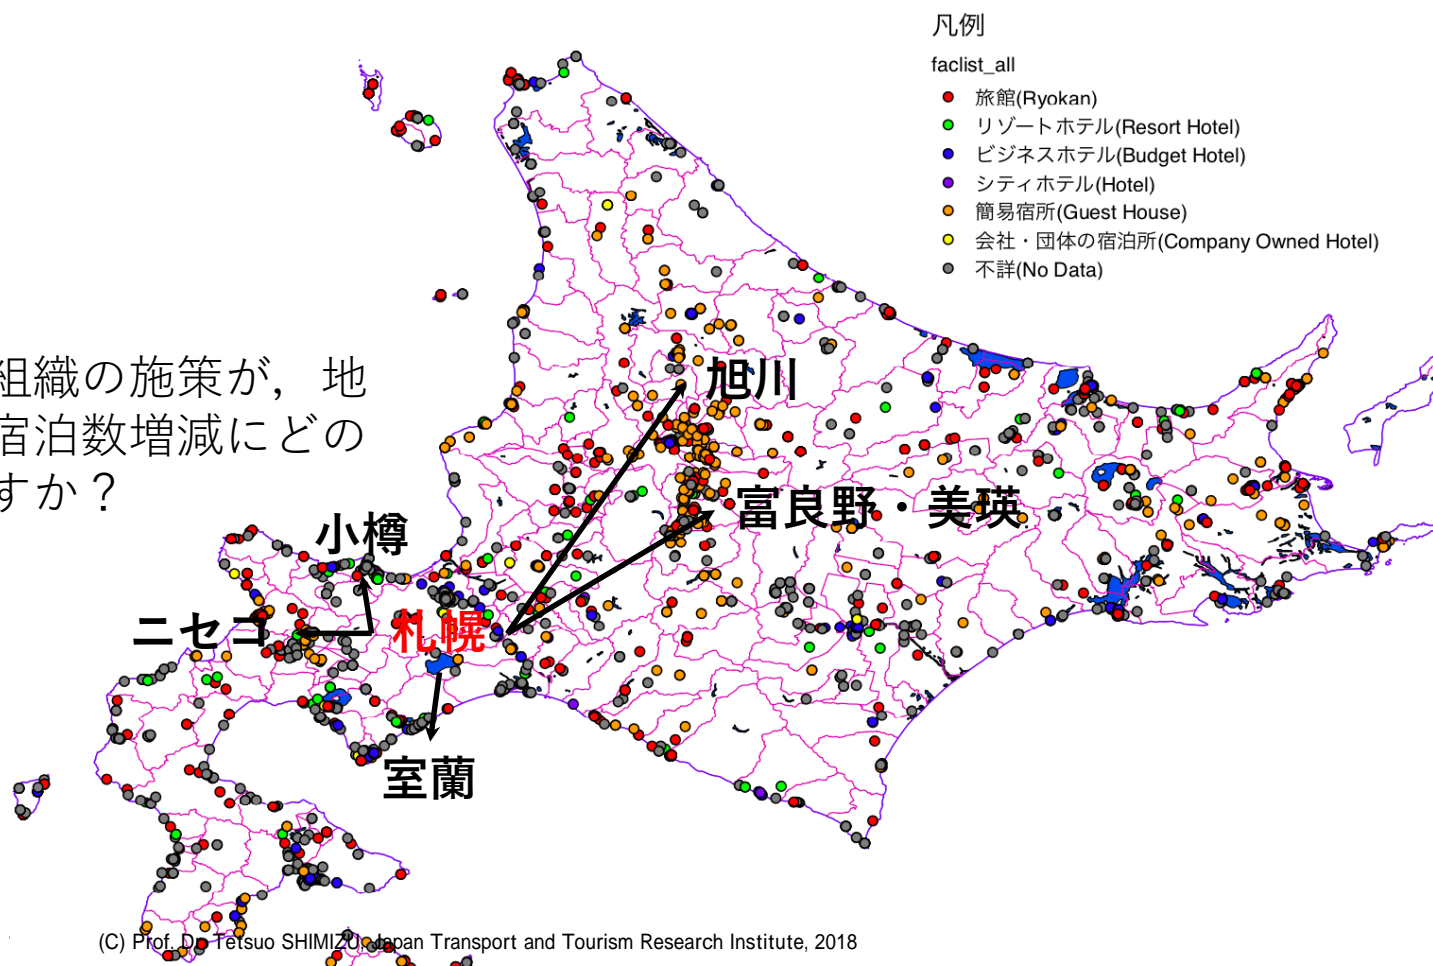 凡例
faclist_all
旅館(Ryokan)
リゾートホテル(Resort Hotel)
ビジネスホテル(Budget Hotel)
シティホテル(Hotel)
簡易宿所(Guest House)
会社・団体の宿泊所(Company Owned Hotel)
不詳(No Data)
組織の施策が，地
宿泊数増減にどの
すか？
旭川
富良野・美瑛
小樽
ニセコ
札幌
室蘭
(C) Prof. Dr. Tetsuo SHIMIZU, Japan Transport and Tourism Research Institute, 2018